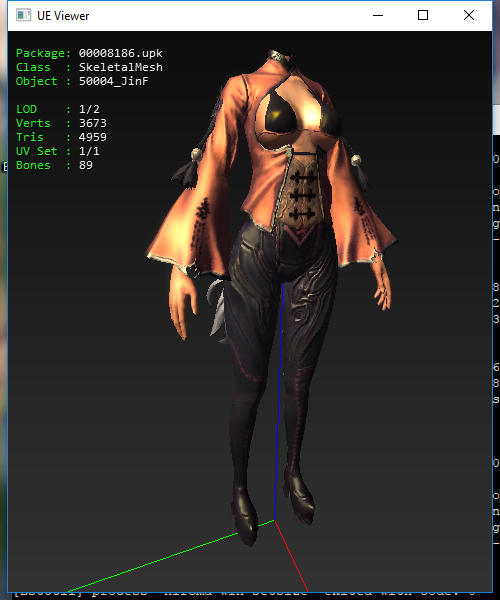 UE Viewer
Package: 00008186.upk
Class : SkeletalMesh
Object : 50004_JinF
LOD : 1/2
Verts : 3673
Tris : 4959
UV Set : 1/1
Bones : 89